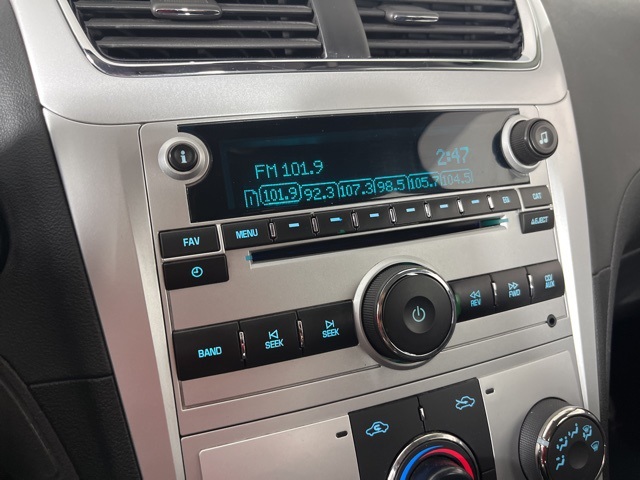 FM 101.9 2:47
101.9 92.3 107.3 98.5 105.7 104.5
FAV MENU CAT
EJECT
BAND SEEK SEEK REV FWD CD/AUX